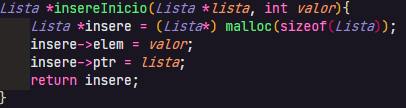 Lista *insereInicio(Lista *lista, int valor){
Lista *insere = (Lista*) malloc(sizeof(Lista));
insere->elem = valor;
insere->ptr = lista;
return insere;
}